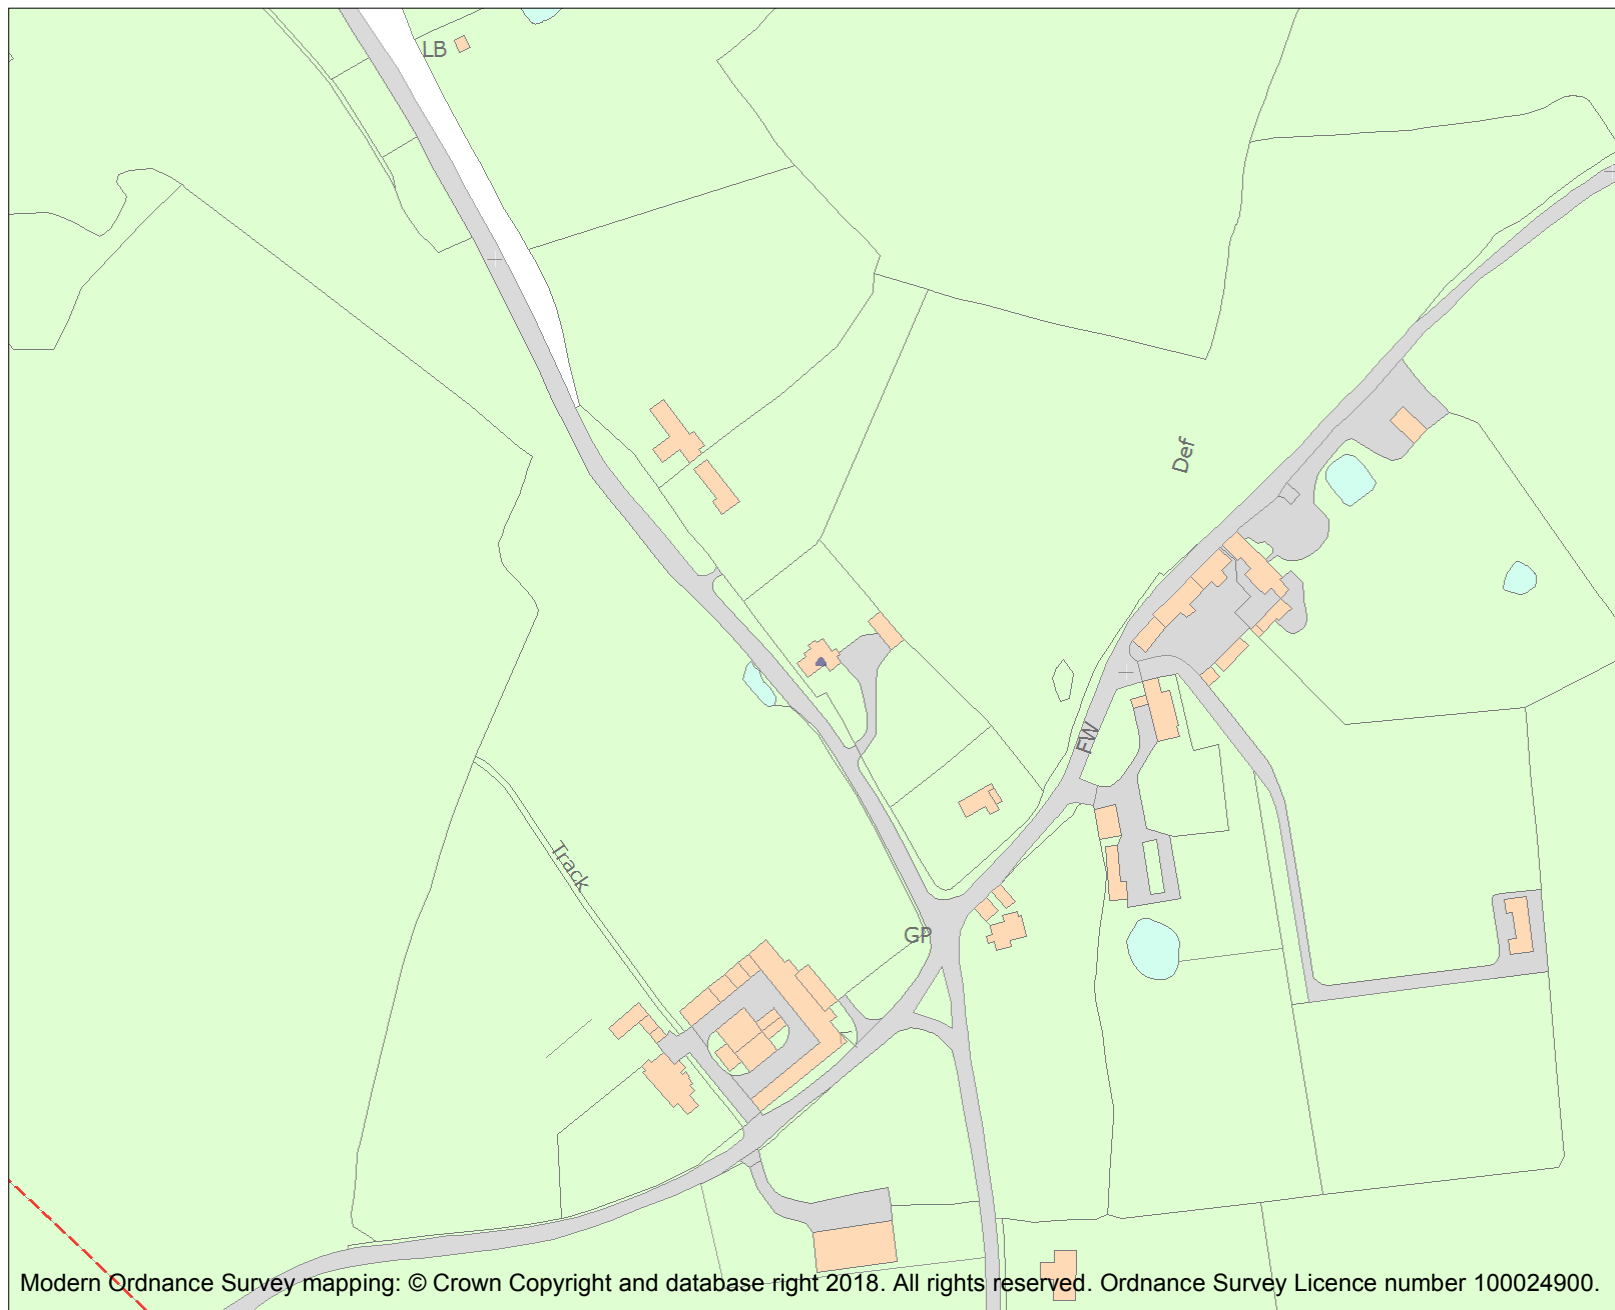 LB
Def
FW
Track
GP
Modern Ordnance Survey mapping: © Crown Copyright and database right 2018. All rights reserved. Ordnance Survey Licence number 100024900.